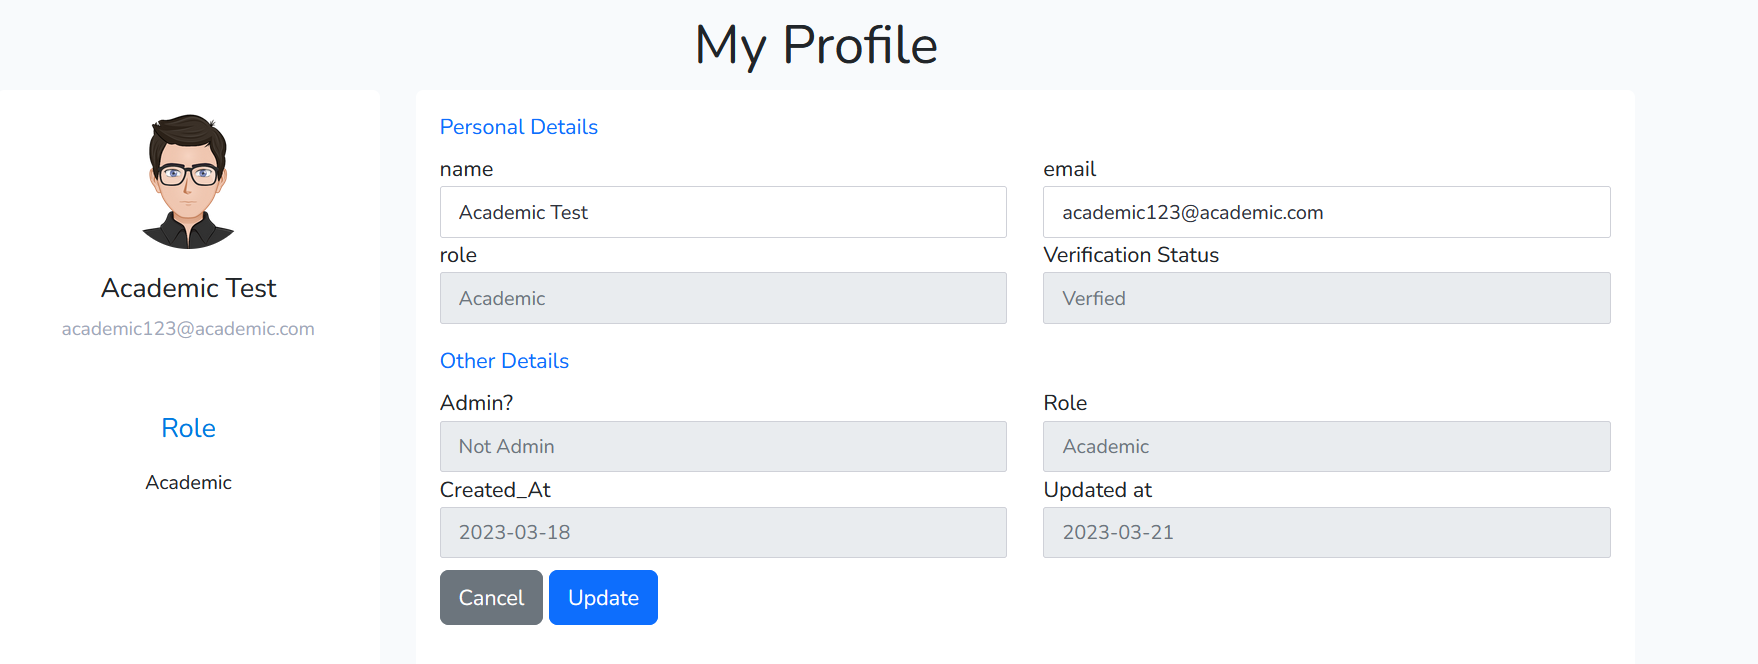 My Profile
Academic Test
academic123@academic.com
Role
Academic
Personal Details
name
email
Academic Test
academic123@academic.com
role
Verification Status
Academic
Verfied
Other Details
Admin?
Role
Not Admin
Academic
Created_At
Updated at
2023-03-18
2023-03-21
Cancel
Update